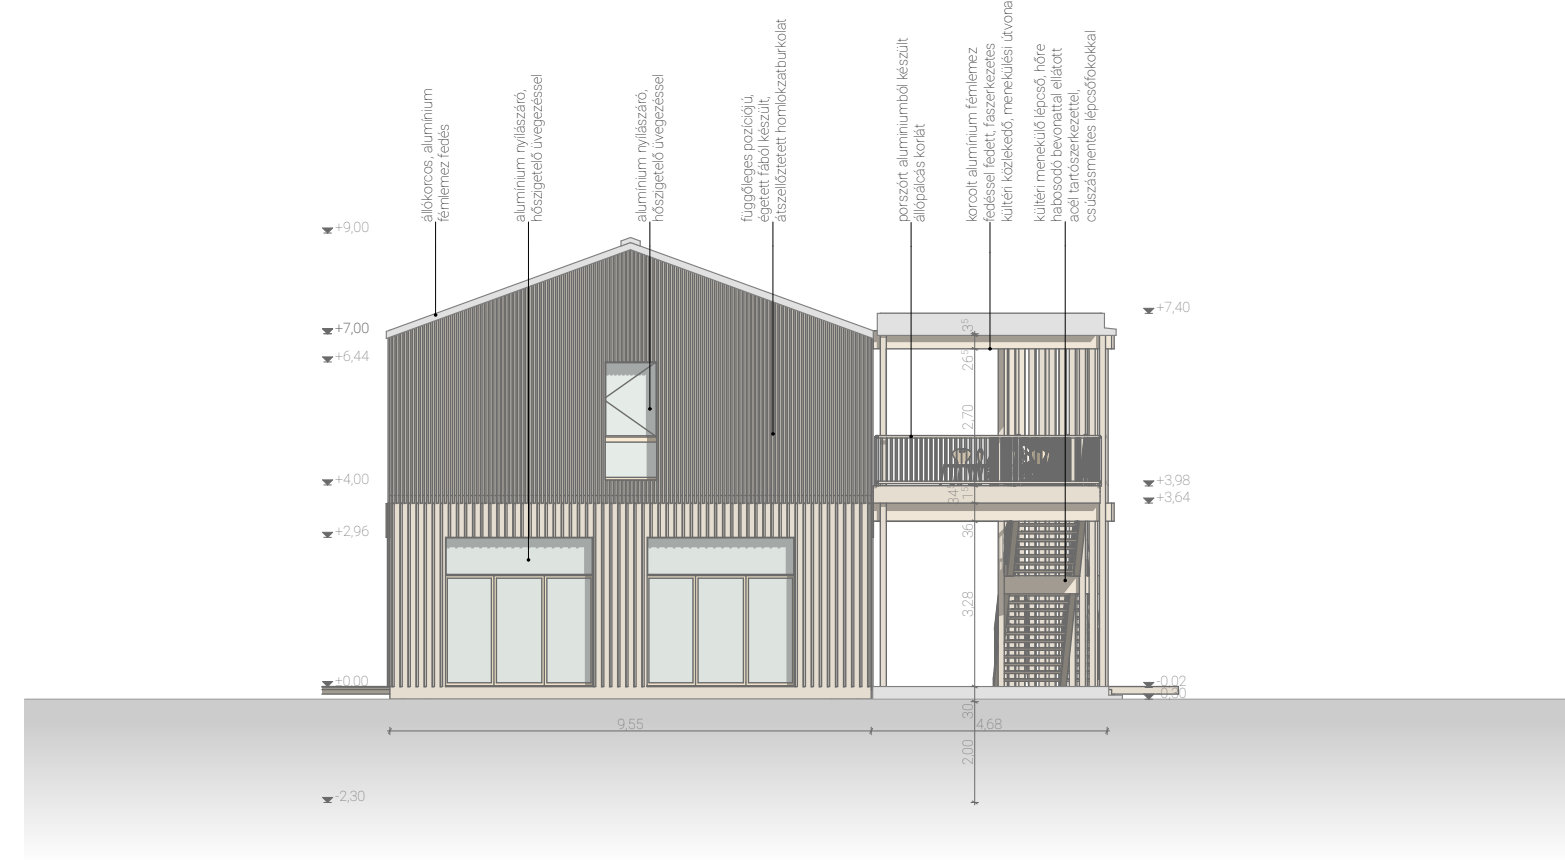 állókorcos, alumínium
fémlemez fedés
alumínium nyílászáró,
hőszigetelő üvegezéssel
alumínium nyílászáró,
hőszigetelő üvegezéssel
függőleges pozíciójú,
égetett fából készült,
átszellőztetett homlokzatburkolat
porszórt alumíniumból készült
állópálcás korlát
korcolt alumínium fémlemez
fedéssel fedett, faszerkezetes
kültéri közlekedő, menekülési útvona
kültéri menekülő lépcső, hőre
habosodó bevonattal ellátott
acél tartószerkezettel,
csúszásmentes lépcsőfokokkal
+9,00
+7,00
+6,44
+4,00
+2,96
+0,00
-2,30
+7,40
+3,98
+3,64
-0,02
-0,30
3⁵
26⁵
2,70
34
1⁵
36
3,28
30
2,00
9,55
4,68